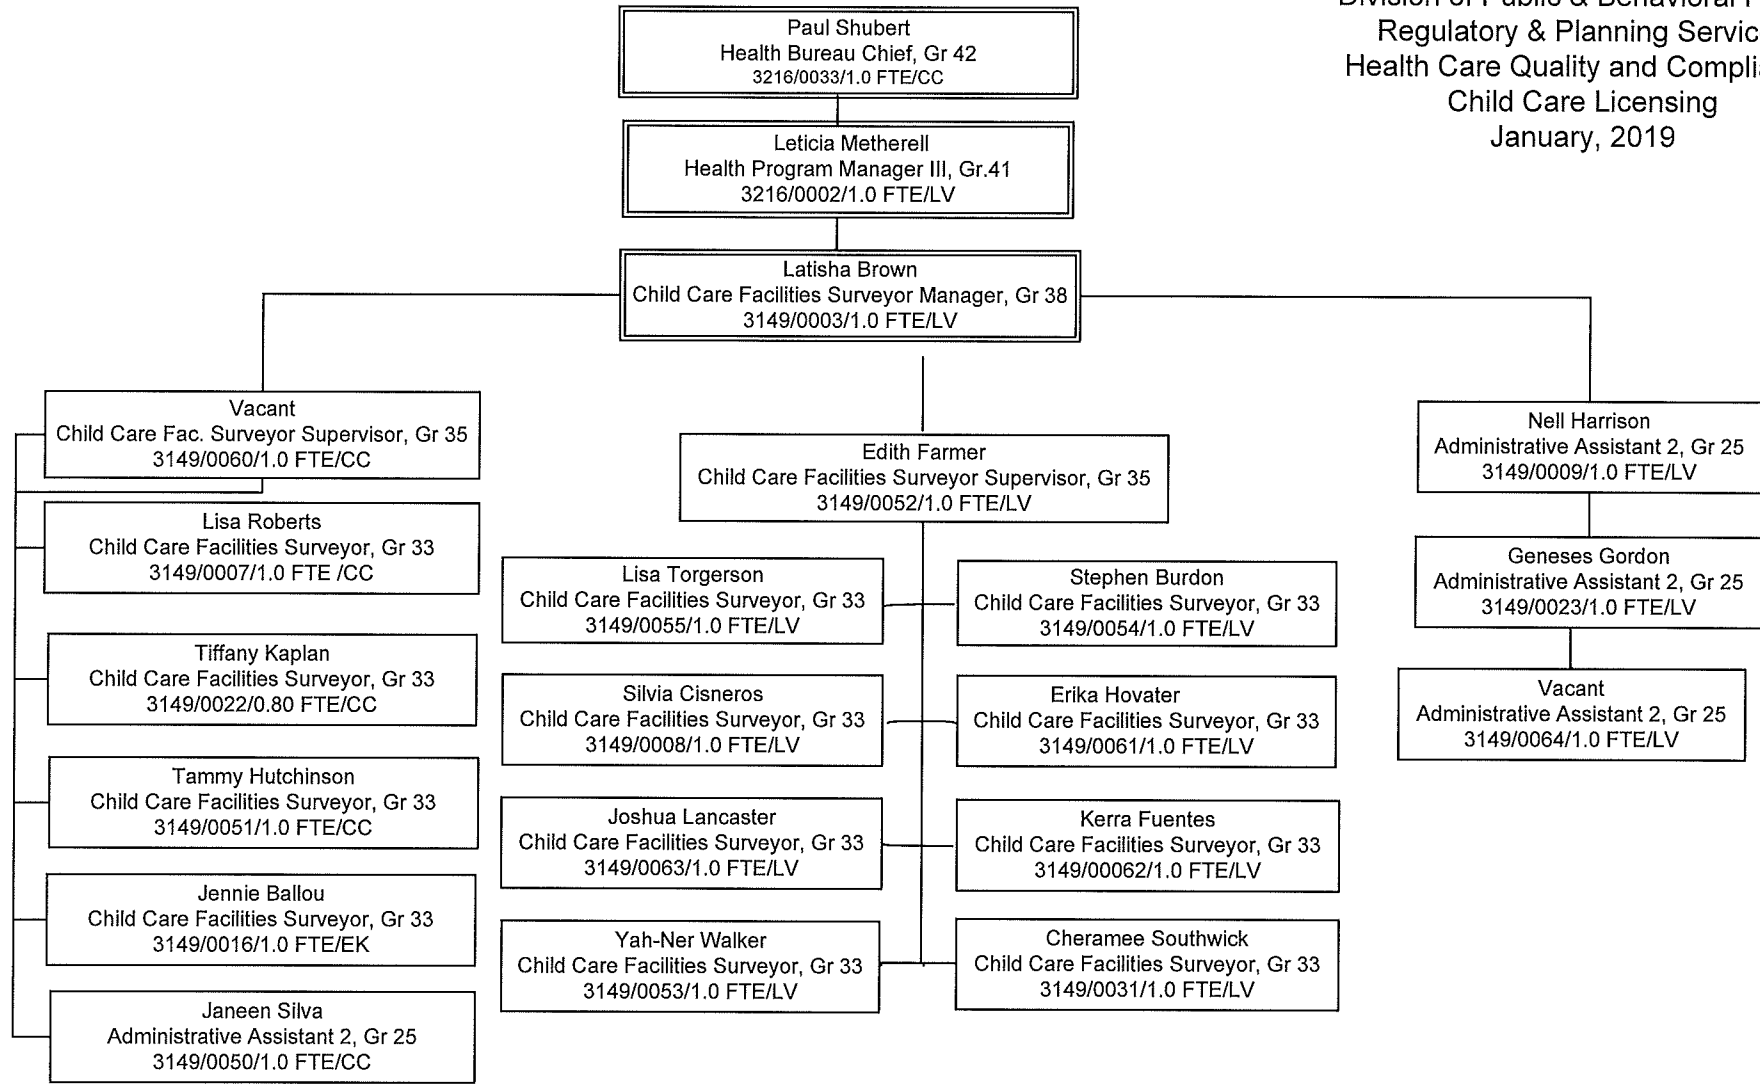 Division of Public & Behavioral
Regulatory & Planning
Health Care Quality and
Child Care Licensing
January, 2019
Paul Shubert
Health Bureau Chief, Gr 42
3216/0033/1.0 FTE/CC
Leticia Metherell
Health Program Manager III, Gr.41
3216/0002/1.0 FTE/LV
Latisha Brown
Child Care Facilities Surveyor Manager, Gr 38
3149/0003/1.0 FTE/LV
Vacant
Child Care Fac. Surveyor Supervisor, Gr 35
3149/0060/1.0 FTE/CC
Lisa Roberts
Child Care Facilities Surveyor, Gr 33
3149/0007/1.0 FTE /CC
Tiffany Kaplan
Child Care Facilities Surveyor, Gr 33
3149/0022/0.80 FTE/CC
Tammy Hutchinson
Child Care Facilities Surveyor, Gr 33
3149/0051/1.0 FTE/CC
Jennie Ballou
Child Care Facilities Surveyor, Gr 33
3149/0016/1.0 FTE/EK
Janeen Silva
Administrative Assistant 2, Gr 25
3149/0050/1.0 FTE/CC
Edith Farmer
Child Care Facilities Surveyor Supervisor, Gr 35
3149/0052/1.0 FTE/LV
Lisa Torgerson
Child Care Facilities Surveyor, Gr 33
3149/0055/1.0 FTE/LV
Stephen Burdon
Child Care Facilities Surveyor, Gr 33
3149/0054/1.0 FTE/LV
Silvia Cisneros
Child Care Facilities Surveyor, Gr 33
3149/0008/1.0 FTE/LV
Erika Hovater
Child Care Facilities Surveyor, Gr 33
3149/0061/1.0 FTE/LV
Joshua Lancaster
Child Care Facilities Surveyor, Gr 33
3149/0063/1.0 FTE/LV
Kerra Fuentes
Child Care Facilities Surveyor, Gr 33
3149/00062/1.0 FTE/LV
Yah-Ner Walker
Child Care Facilities Surveyor, Gr 33
3149/0053/1.0 FTE/LV
Cheramee Southwick
Child Care Facilities Surveyor, Gr 33
3149/0031/1.0 FTE/LV
Nell Harrison
Administrative Assistant 2, Gr 25
3149/0009/1.0 FTE/LV
Geneses Gordon
Administrative Assistant 2, Gr 25
3149/0023/1.0 FTE/LV
Vacant
Administrative Assistant 2, Gr 25
3149/0064/1.0 FTE/LV